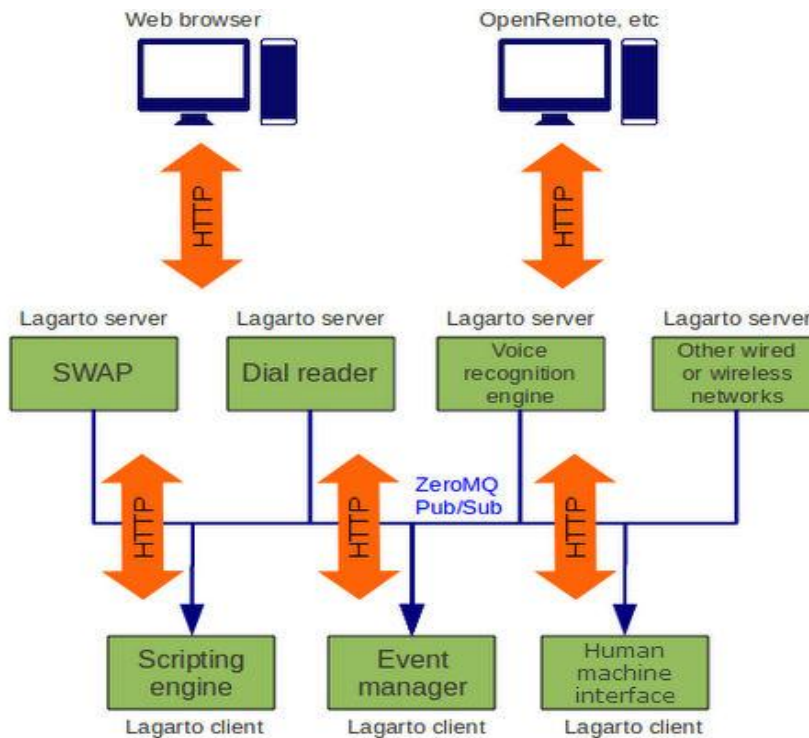 Web browser
OpenRemote, etc
HTTP
HTTP
Lagarto server
Lagarto server
Lagarto server
Lagarto server
SWAP
Dial reader
Voice
recognition
engine
Other wired
or wireless
networks
ZeroMQ
Pub/Sub
HTTP
HTTP
HTTP
Scripting
engine
Event
manager
Human
machine
interface
Lagarto client
Lagarto client
Lagarto client